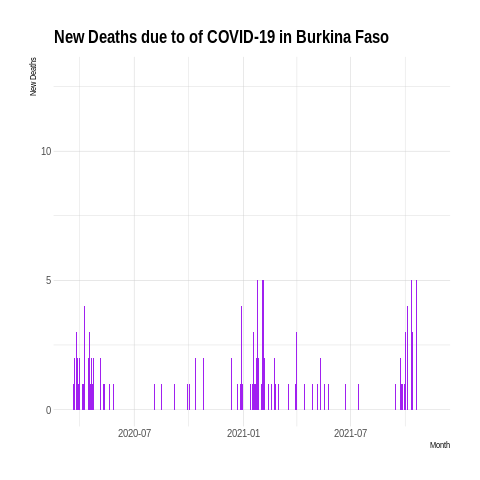 New Deaths due to of COVID-19 in Burkina Faso
New Deaths
10
5
0
2020-07 2021-01 2021-07
Month